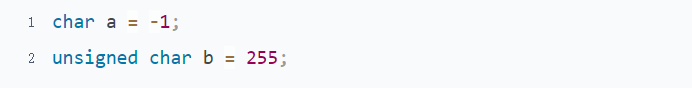 1 char a = -1;
2 unsigned char b = 255;